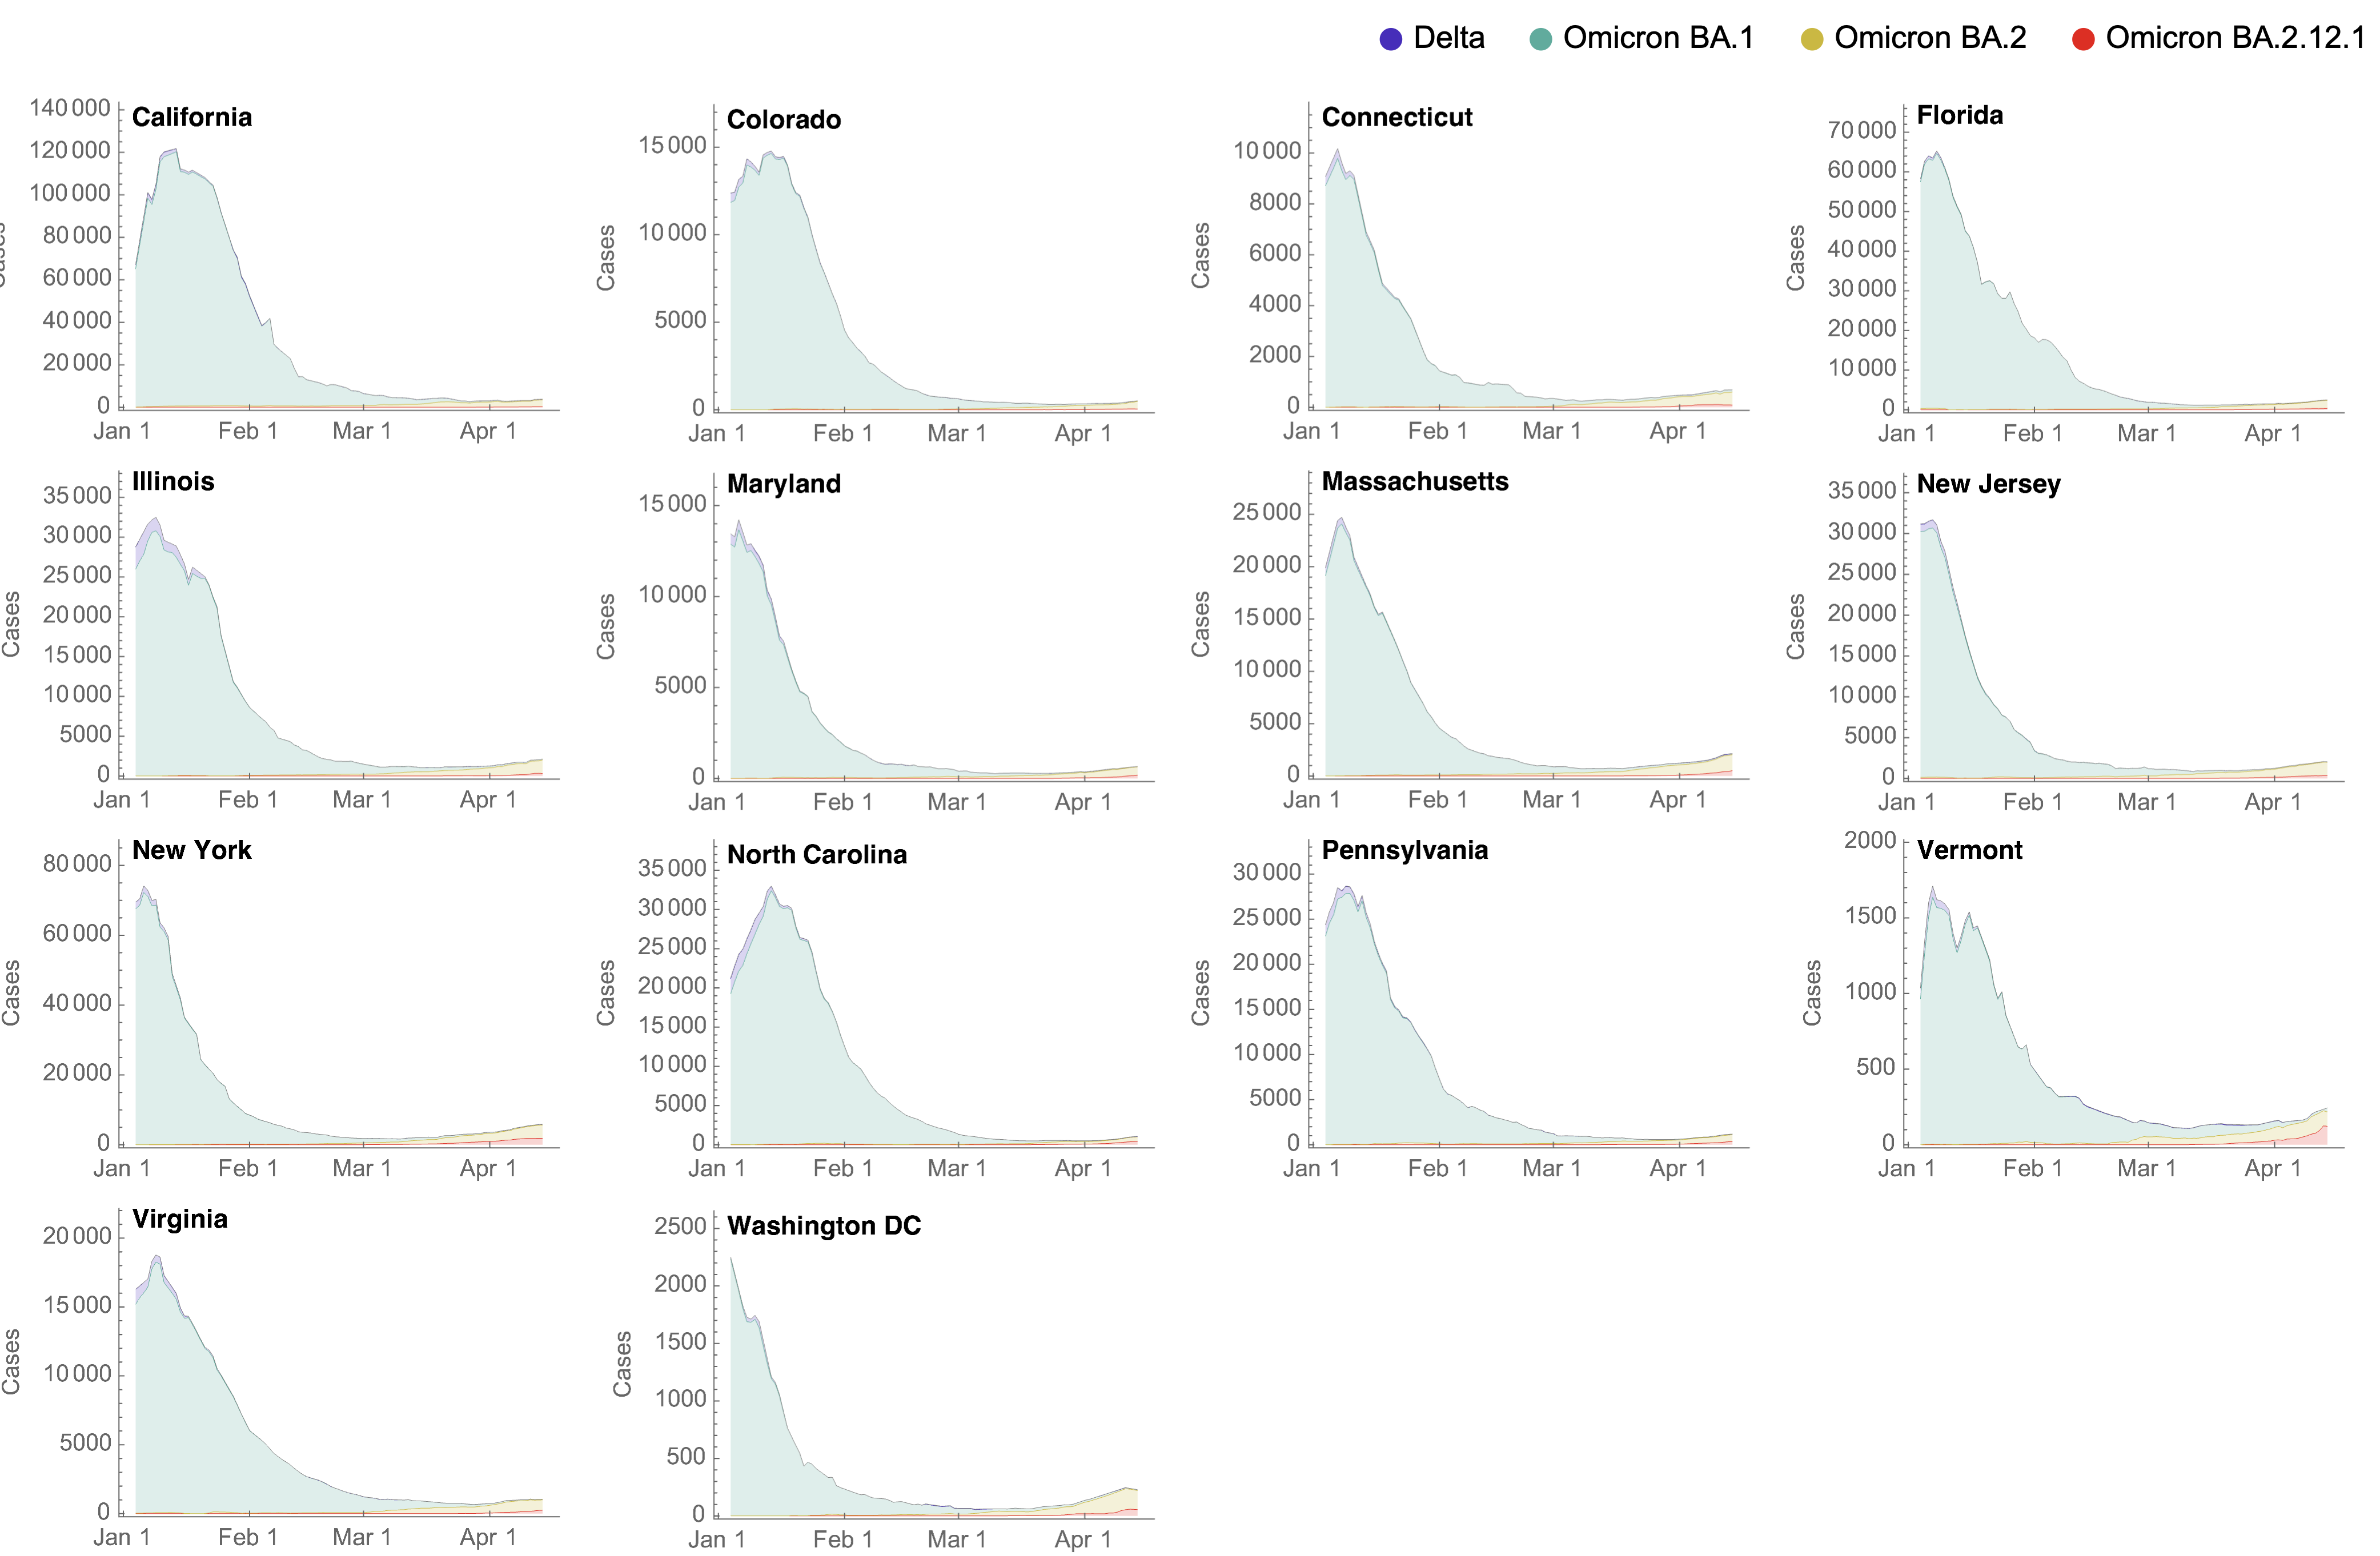 Delta Omicron BA.1 Omicron BA.2 Omicron BA.2.12.1
California
140 000
120 000
100 000
80 000
60 000
40 000
20 000
0
Cases
Jan 1 Feb 1 Mar 1 Apr 1
Colorado
15 000
10 000
5000
0
Cases
Jan 1 Feb 1 Mar 1 Apr 1
Connecticut
10 000
8000
6000
4000
2000
0
Cases
Jan 1 Feb 1 Mar 1 Apr 1
Florida
70 000
60 000
50 000
40 000
30 000
20 000
10 000
0
Cases
Jan 1 Feb 1 Mar 1 Apr 1
Illinois
35 000
30 000
25 000
20 000
15 000
10 000
5000
0
Cases
Jan 1 Feb 1 Mar 1 Apr 1
Maryland
15 000
10 000
5000
0
Cases
Jan 1 Feb 1 Mar 1 Apr 1
Massachusetts
25 000
20 000
15 000
10 000
5000
0
Cases
Jan 1 Feb 1 Mar 1 Apr 1
New Jersey
35 000
30 000
25 000
20 000
15 000
10 000
5000
0
Cases
Jan 1 Feb 1 Mar 1 Apr 1
New York
80 000
60 000
40 000
20 000
0
Cases
Jan 1 Feb 1 Mar 1 Apr 1
North Carolina
35 000
30 000
25 000
20 000
15 000
10 000
5000
0
Cases
Jan 1 Feb 1 Mar 1 Apr 1
Pennsylvania
30 000
25 000
20 000
15 000
10 000
5000
0
Cases
Jan 1 Feb 1 Mar 1 Apr 1
Vermont
2000
1500
1000
500
0
Cases
Jan 1 Feb 1 Mar 1 Apr 1
Virginia
20 000
15 000
10 000
5000
0
Cases
Jan 1 Feb 1 Mar 1 Apr 1
Washington DC
2500
2000
1500
1000
500
0
Cases
Jan 1 Feb 1 Mar 1 Apr 1